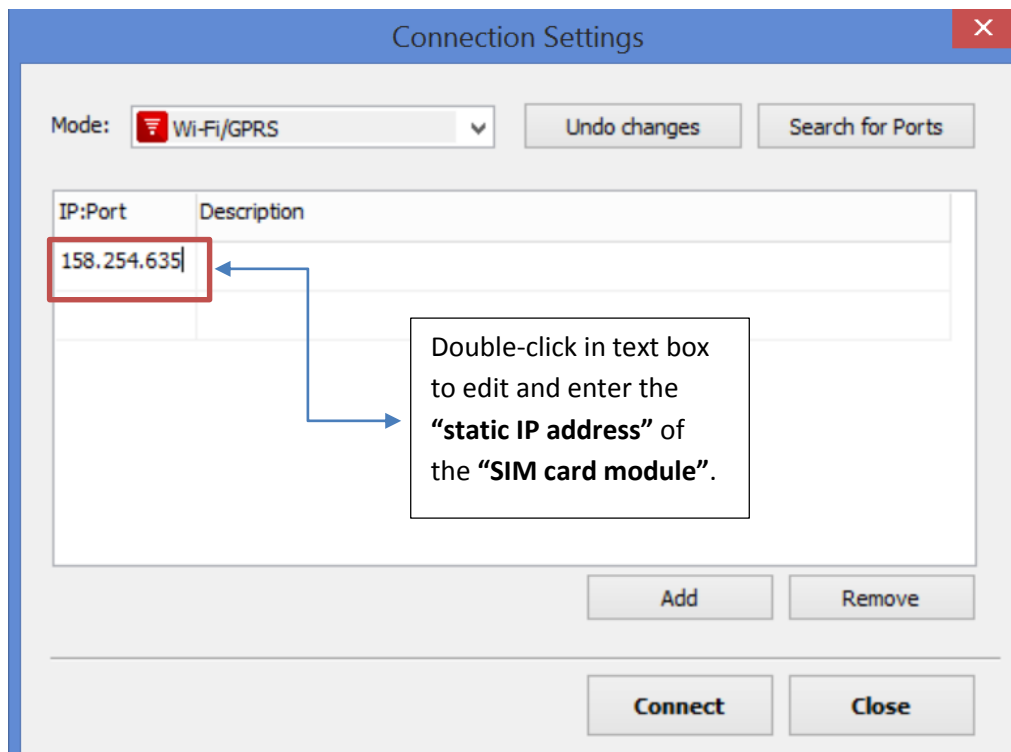 Connection Settings
Mode: Wi-Fi/GPRS Undo changes Search for Ports
IP:Port Description
158.254.635
Double-click in text box
to edit and enter the
“static IP address” of
the “SIM card module”.
Add Remove
Connect Close